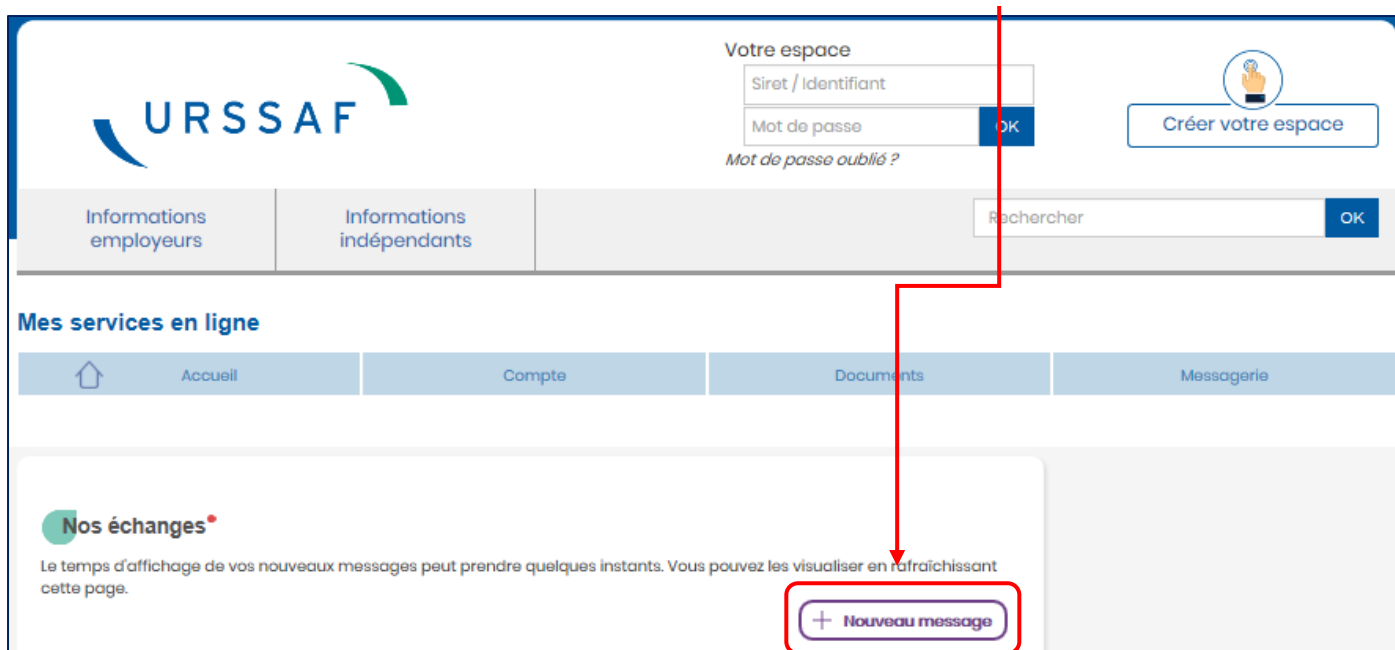 Votre espace
Siret / Identifiant
URSSAF
Mot de passe
OK
Créer votre espace
Mot de passe oublié ?
Informations
employeurs
Informations
indépendants
Rechercher
OK
Mes services en ligne
Accueil
Compte
Documents
Messagerie
Nos échanges
Le temps d'affichage de vos nouveaux messages peut prendre quelques instants. Vous pouvez les visualiser en rafraîchissant
cette page.
+ Nouveau message